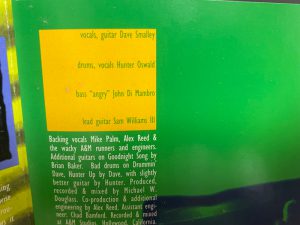 vocals, guitar Dave Smalley
drums, vocals Hunter Oswald
bass "angry" John Di Mambro
lead guitar Sam Williams III
Backing vocals Mike Palm, Alex Reed &
the wacky A&M runners and engineers.
Additional guitars on Goodnight Song by
Brian Baker. Bad drums on Drummin'
Dave, Hunter Up by Dave, with slightly
better guitar by Hunter. Produced,
recorded & mixed by Michael W.
Douglass. Co-production & additional
engineering by Alex Reed. Assistant eng-
ineer: Chad Bamford. Recorded & mixed
at A&M Studios, Hollywood, California.